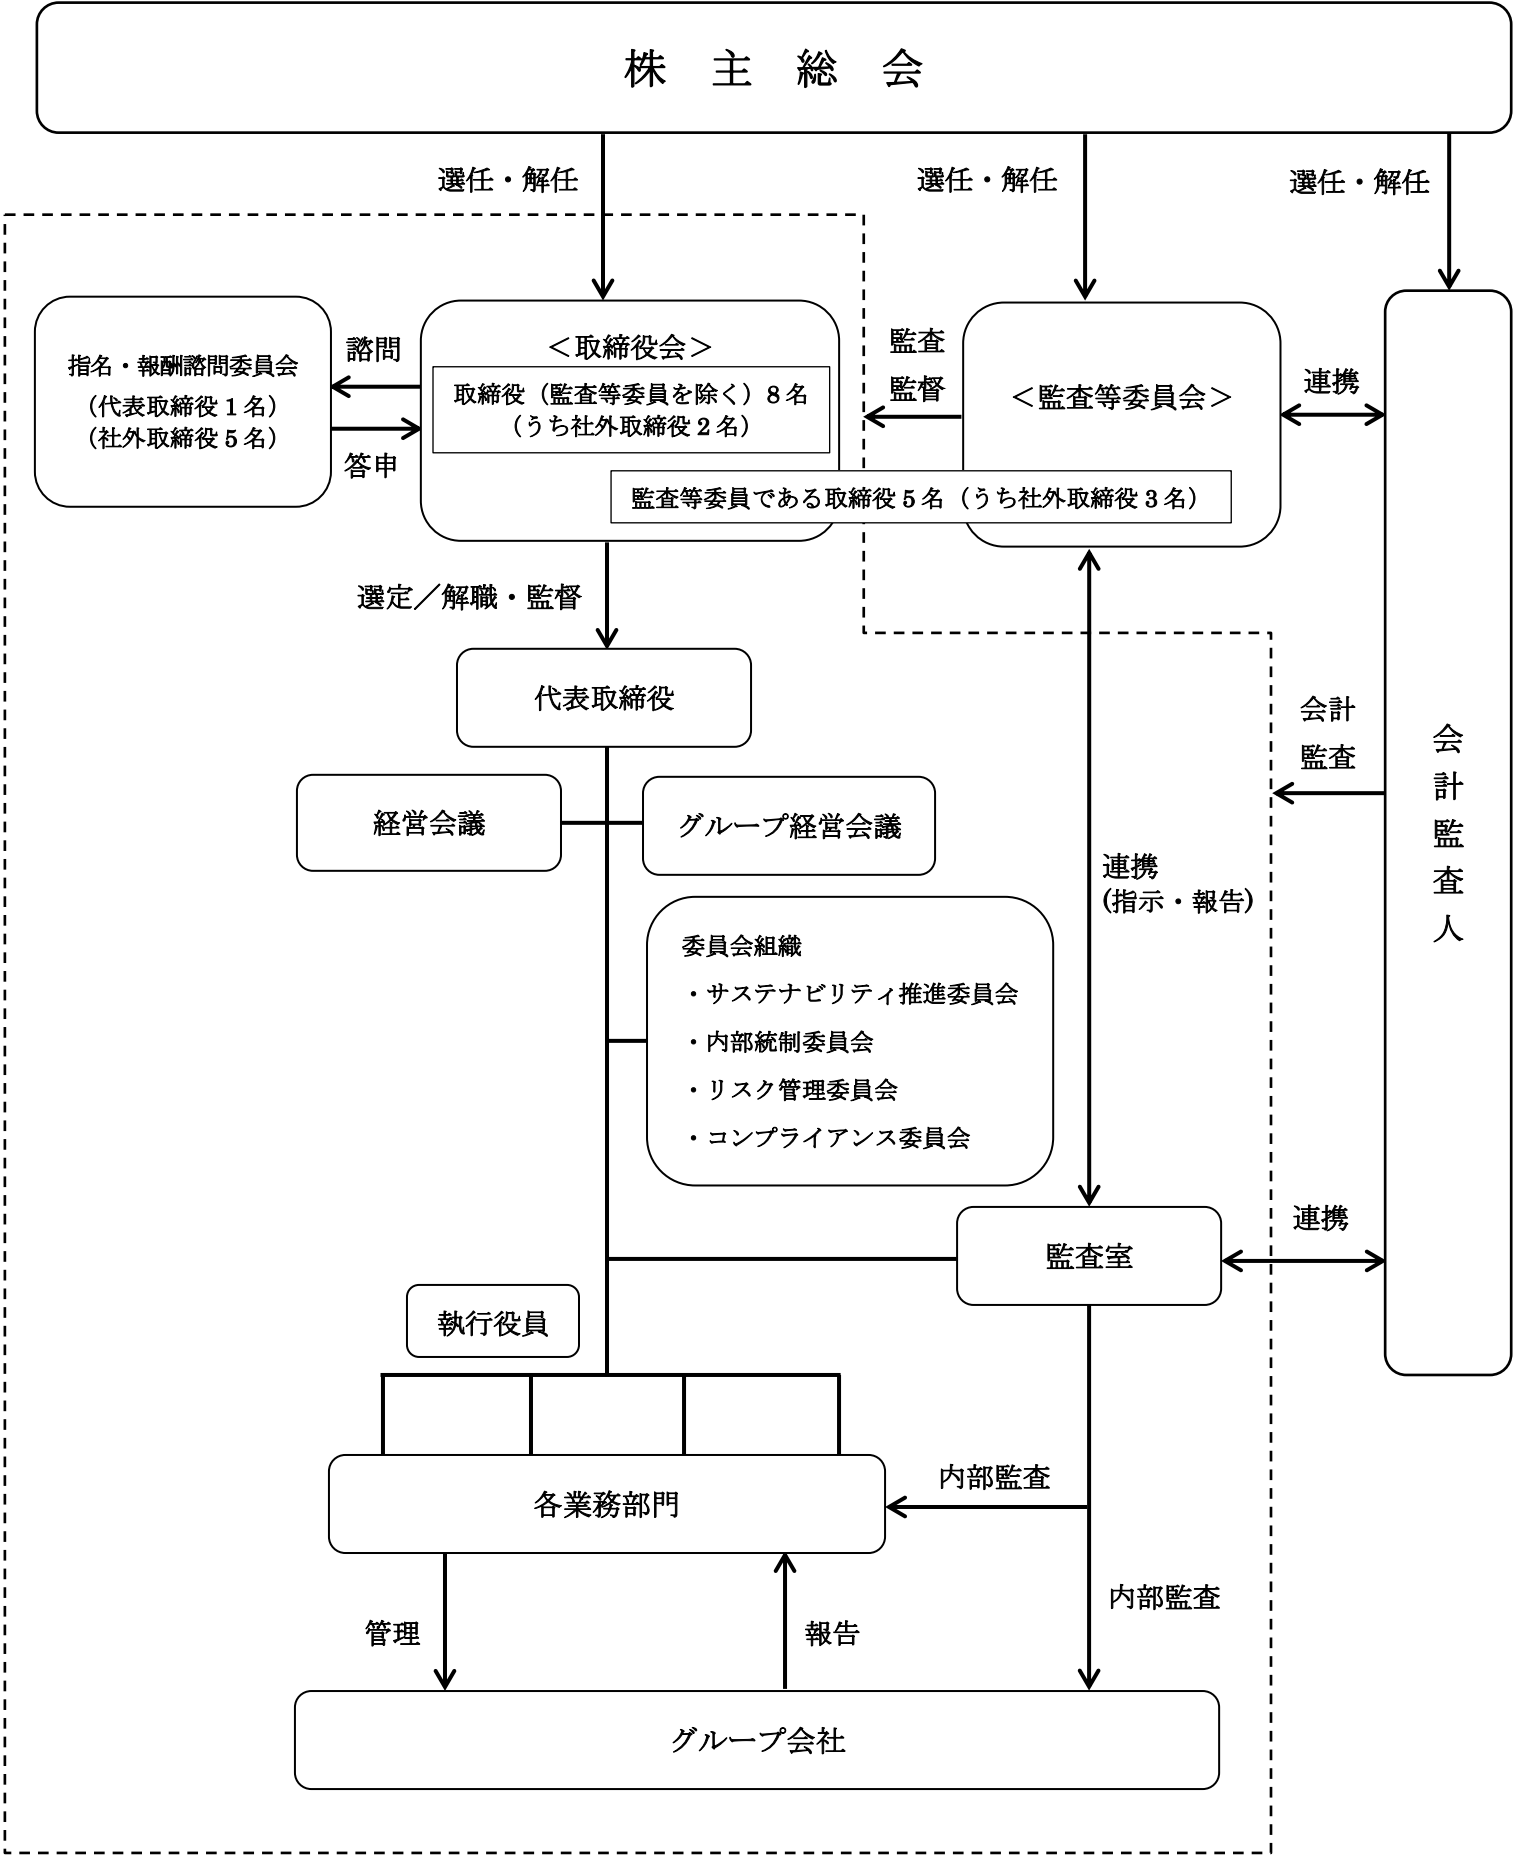 株　主　総　会
選任・解任
選任・解任
選任・解任
指名・報酬諮問委員会
（代表取締役１名）
（社外取締役５名）
諮問
答申
＜取締役会＞
取締役（監査等委員を除く）８名
（うち社外取締役２名）
監査
監督
＜監査等委員会＞
連携
監査等委員である取締役５名（うち社外取締役３名）
選定／解職・監督
代表取締役
会計
監査
会
計
監
査
人
経営会議
グループ経営会議
連携
(指示・報告)
委員会組織
・サステナビリティ推進委員会
・内部統制委員会
・リスク管理委員会
・コンプライアンス委員会
連携
監査室
執行役員
内部監査
各業務部門
内部監査
管理
報告
グループ会社